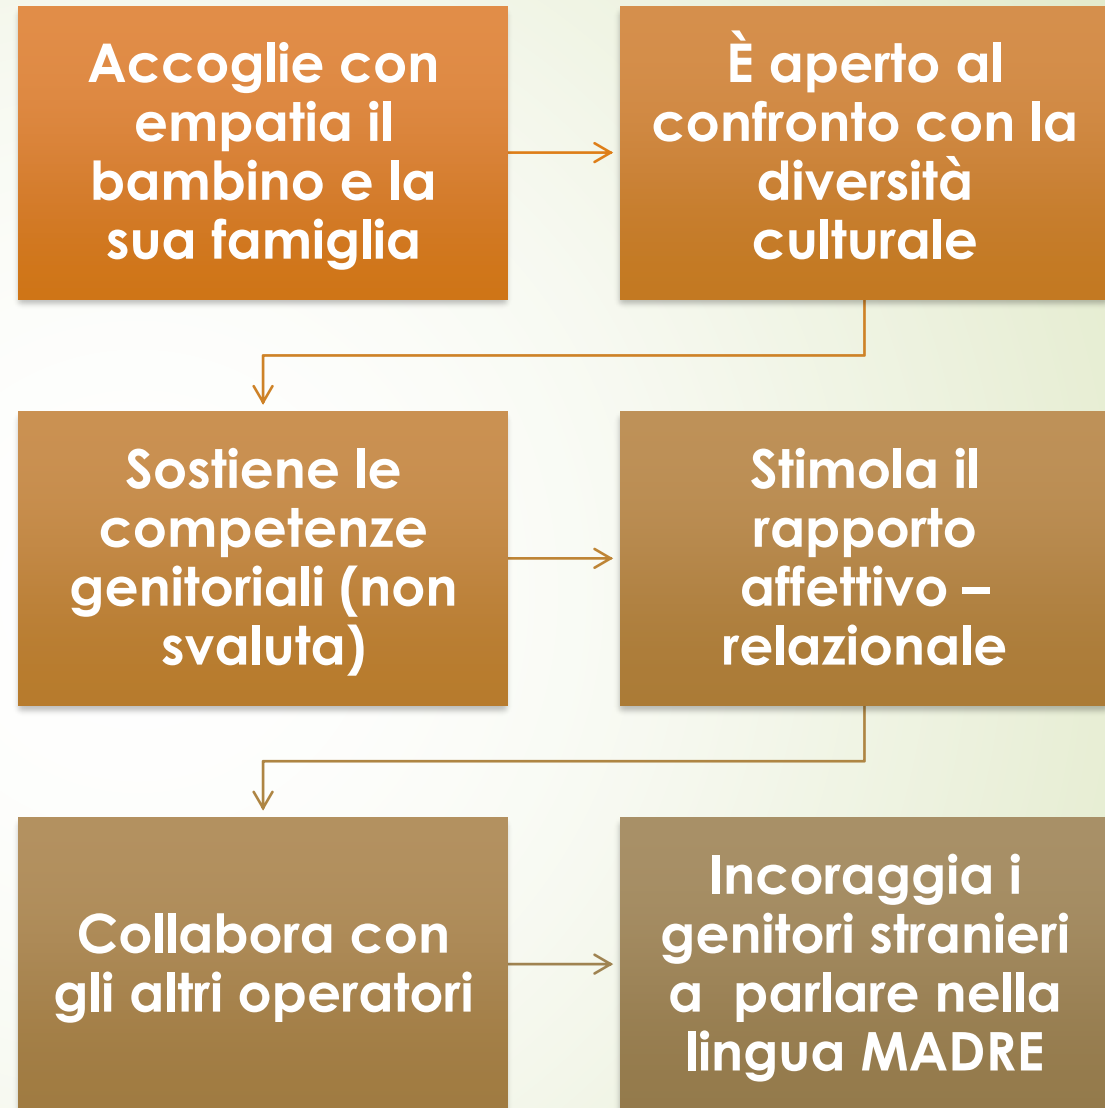 Accoglie con
empatia il
bambino e la
sua famiglia
È aperto al
confronto con la
diversità
culturale
Sostiene le
competenze
genitoriali (non
svaluta)
Stimola il
rapporto
affettivo –
relazionale
Collabora con
gli altri operatori
Incoraggia i
genitori stranieri
a  parlare nella
lingua MADRE